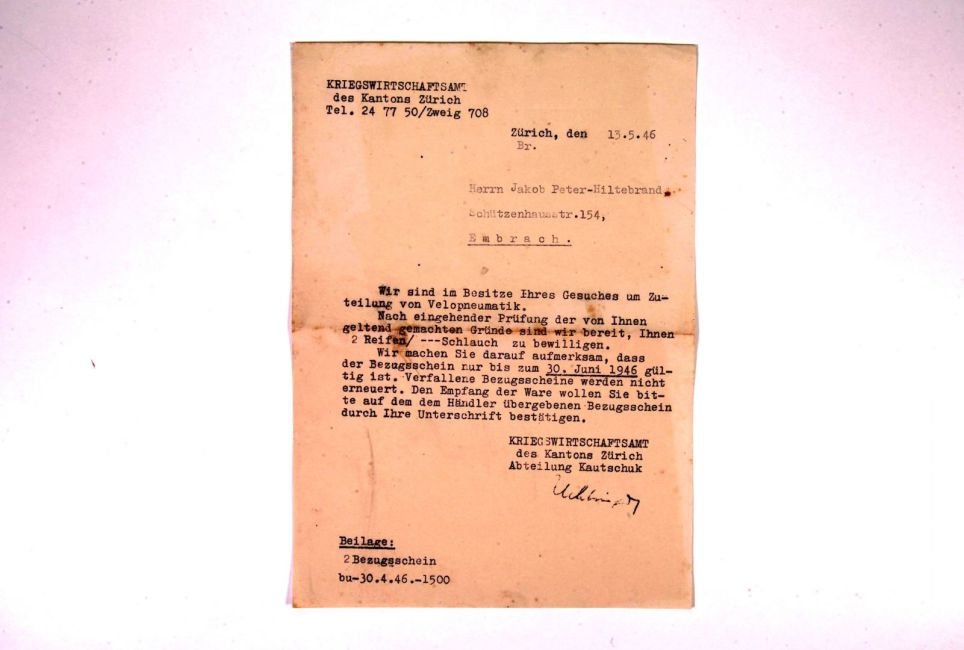 KRIEGSWIRTSCHAFTSAMT
des Kantons Zürich
Tel. 24 77 50/Zweig 708
Zürich, den 13.5.46
Br.
Herrn Jakob Peter-Hiltebrand
Schützenhausstr.154,
E m b r a c h .
Wir sind im Besitze Ihres Gesuches um Zu-
teilung von Velopneumatik.
Nach eingehender Prüfung der von Ihnen
geltend gemachten Gründe sind wir bereit, Ihnen
2 Reifen/ ---Schlauch zu bewilligen.
Wir machen Sie darauf aufmerksam, dass
der Bezugsschein nur bis zum 30. Juni 1946 gül-
tig ist. Verfallene Bezugsscheine werden nicht
erneuert. Den Empfang der Ware wollen Sie bit-
te auf dem dem Händler übergebenen Bezugsschein
durch Ihre Unterschrift bestätigen.
KRIEGSWIRTSCHAFTSAMT
des Kantons Zürich
Abteilung Kautschuk
Beilage:
2 Bezugsschein
bu-30.4.46.-1500